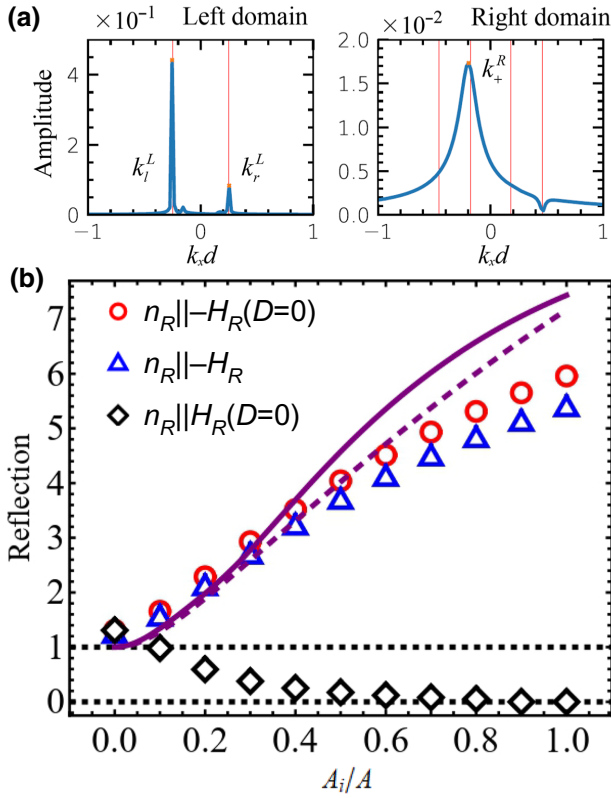 (a)
×10⁻¹ Left domain
×10⁻² Right domain
Amplitude
4
2
0
k_l^L
k_r^L
−1
0
1
k_xd
2.0
1.5
1.0
0.5
0.0
k_+^R
−1
0
1
k_xd
(b)
n_R||−H_R(D=0)
n_R||−H_R
n_R||H_R(D=0)
Reflection
7
6
5
4
3
2
1
0
0.0 0.2 0.4 0.6 0.8 1.0
A_i/A